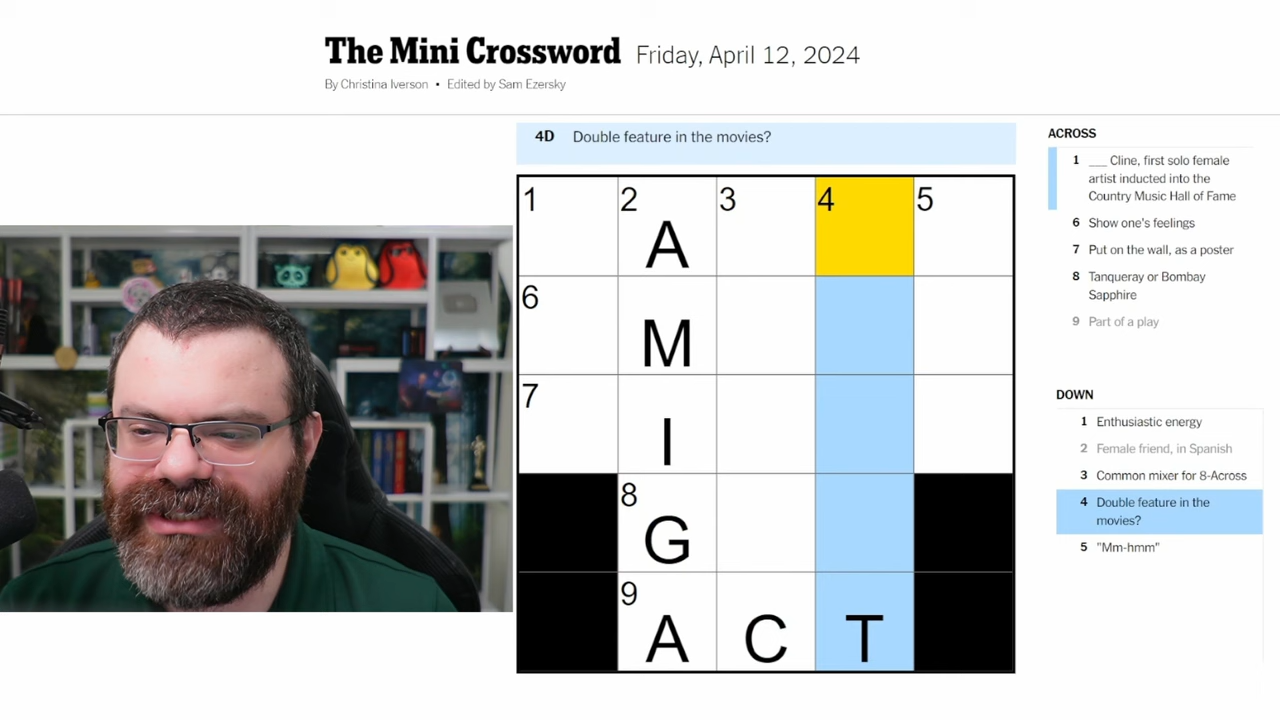 The Mini Crossword Friday, April 12, 2024
By Christina Iverson • Edited by Sam Ezersky
4D Double feature in the movies?
1 2 3 4 5
A
6
M
7
I
8
G
9
A C T
ACROSS
1 ___ Cline, first solo female
artist inducted into the
Country Music Hall of Fame
6 Show one's feelings
7 Put on the wall, as a poster
8 Tanqueray or Bombay
Sapphire
9 Part of a play
DOWN
1 Enthusiastic energy
2 Female friend, in Spanish
3 Common mixer for 8-Across
4 Double feature in the
movies?
5 "Mm-hmm"